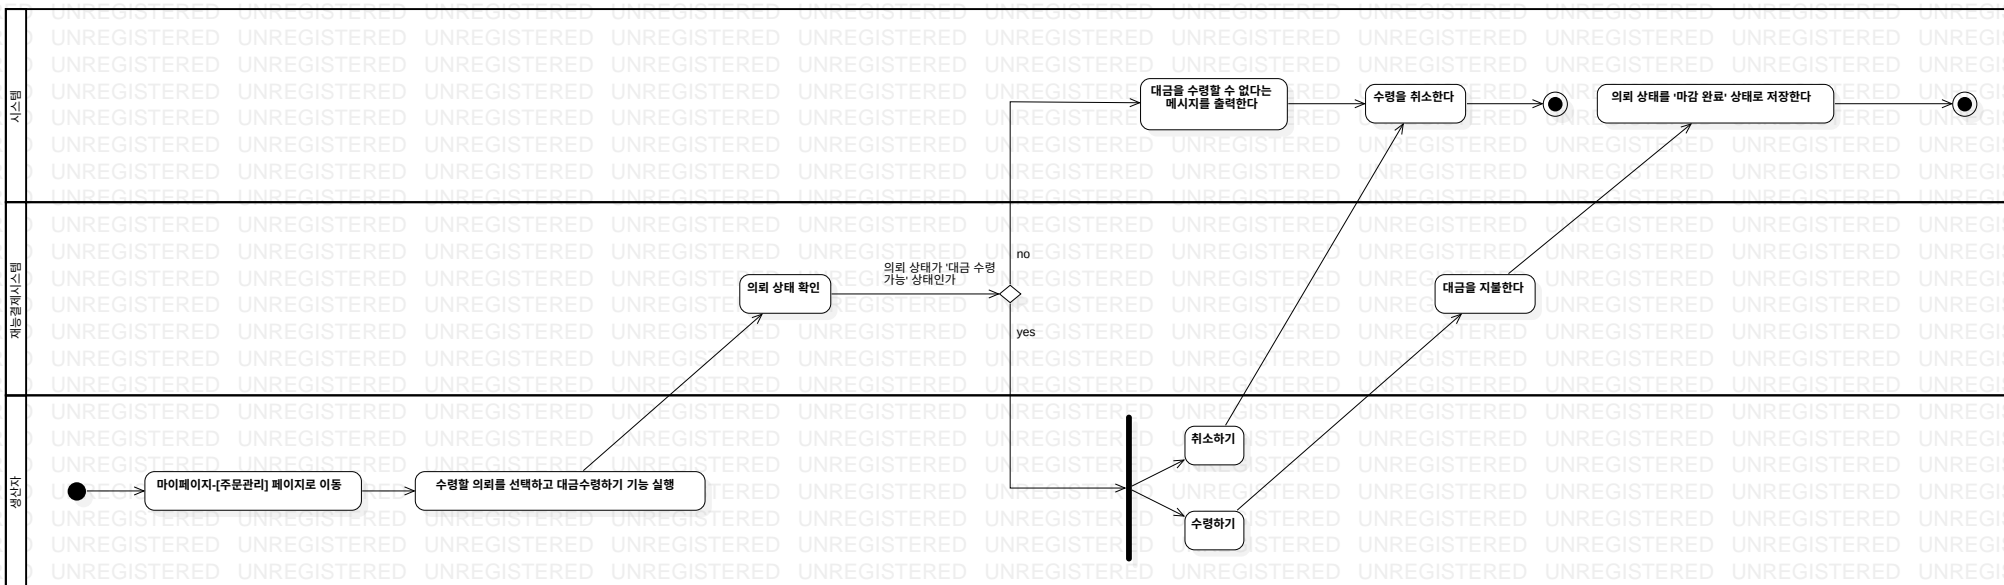 시스템
대금을 수령할 수 없다는
메시지를 출력한다
수령을 취소한다
의뢰 상태를 '마감 완료' 상태로 저장한다
재능결제시스템
의뢰 상태 확인
의뢰 상태가 '대금 수령
가능' 상태인가
no
yes
대금을 지불한다
생산자
마이페이지-[주문관리] 페이지로 이동
수령할 의뢰를 선택하고 대금수령하기 기능 실행
취소하기
수령하기
UNREGISTERED